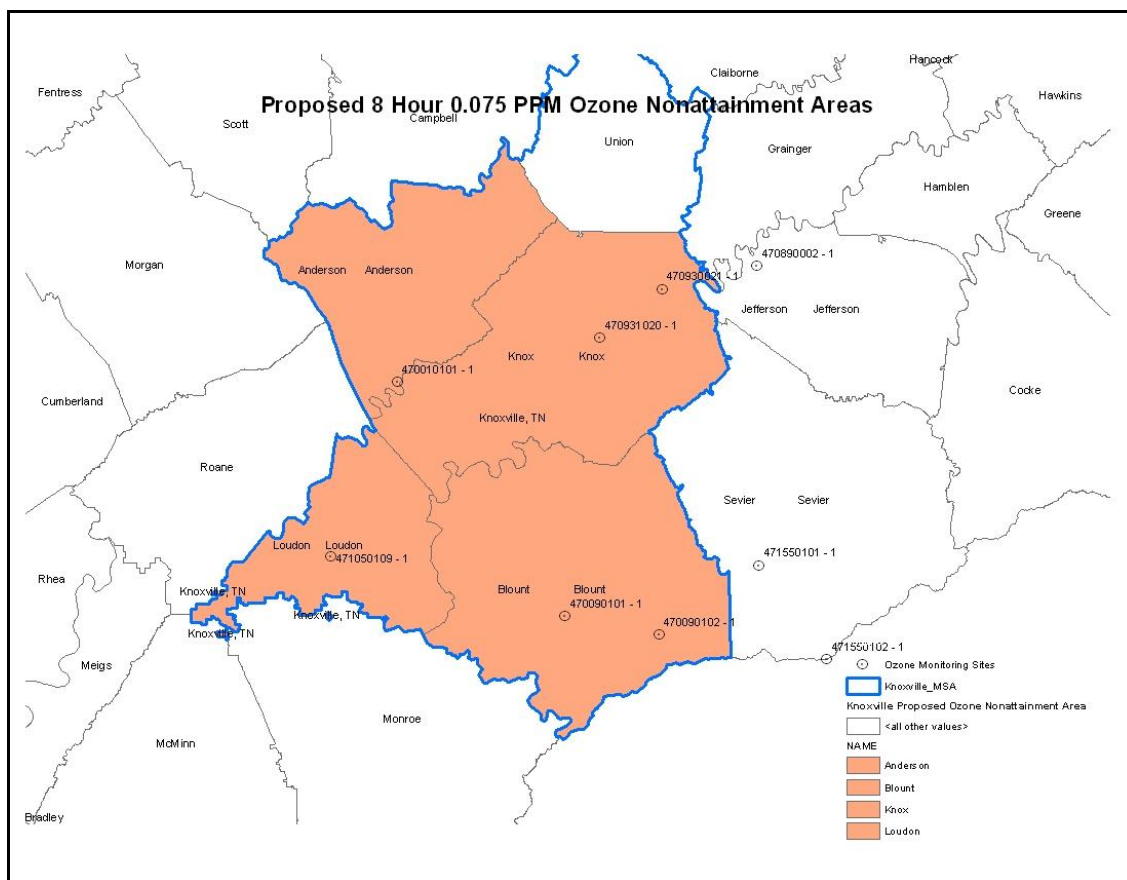 Hancock
Claiborne
Fentress
Hawkins
Proposed 8 Hour 0.075 PPM Ozone Nonattainment Areas
Campbell
Scott
Union
Grainger
Hamblen
Greene
470890002 - 1
Morgan
Anderson Anderson
470930021 - 1
Jefferson Jefferson
470931020 - 1
Knox Knox
470010101 - 1
Cocke
Cumberland
Knoxville, TN
Roane
Sevier Sevier
Loudon Loudon
471050109 - 1
471550101 - 1
Rhea
Knoxville, TN
Blount Blount
470090101 - 1
Knoxville, TN
Knoxville, TN
470090102 - 1
471550102 - 1
Meigs
Ozone Monitoring Sites
Knoxville_MSA
Knoxville Proposed Ozone Nonattainment Area
<all other values>
NAME
Anderson
Blount
Knox
Loudon
Monroe
McMinn
Bradley